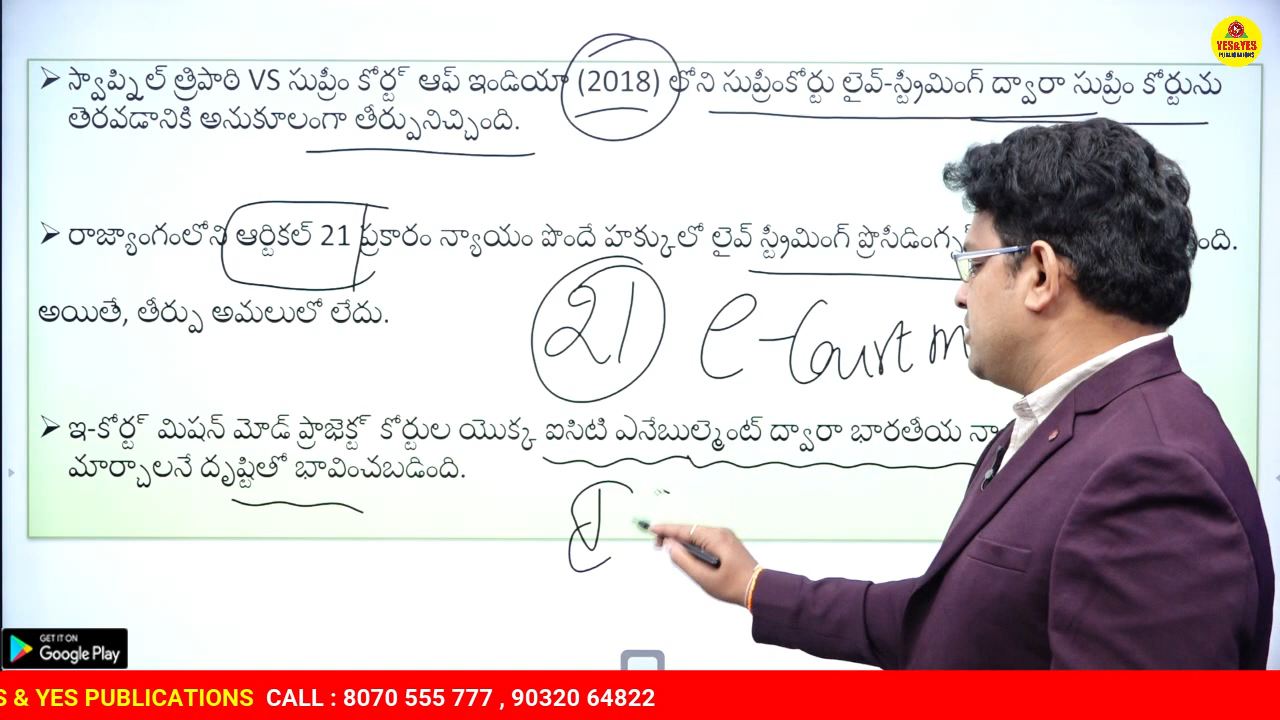 YES&YES
PUBLICATIONS
➢ స్వాప్నిల్ త్రిపాఠి VS సుప్రీం కోర్ట్ ఆఫ్ ఇండియా (2018) లోని సుప్రీంకోర్టు లైవ్-స్ట్రీమింగ్ ద్వారా సుప్రీం కోర్టును
తెరవడానికి అనుకూలంగా తీర్పునిచ్చింది.
➢ రాజ్యాంగంలోని ఆర్టికల్ 21 ప్రకారం న్యాయం పొందే హక్కులో లైవ్ స్ట్రీమింగ్ ప్రొసీడింగ్స్
అయితే, తీర్పు అమలులో లేదు.
21 e-Court m
➢ ఇ-కోర్ట్ మిషన్ మోడ్ ప్రాజెక్ట్ కోర్టుల యొక్క ఐసిటి ఎనేబుల్మెంట్ ద్వారా భారతీయ
మార్చాలనే దృష్టితో భావించబడింది.
GET IT ON
Google Play
S & YES PUBLICATIONS CALL : 8070 555 777 , 90320 64822